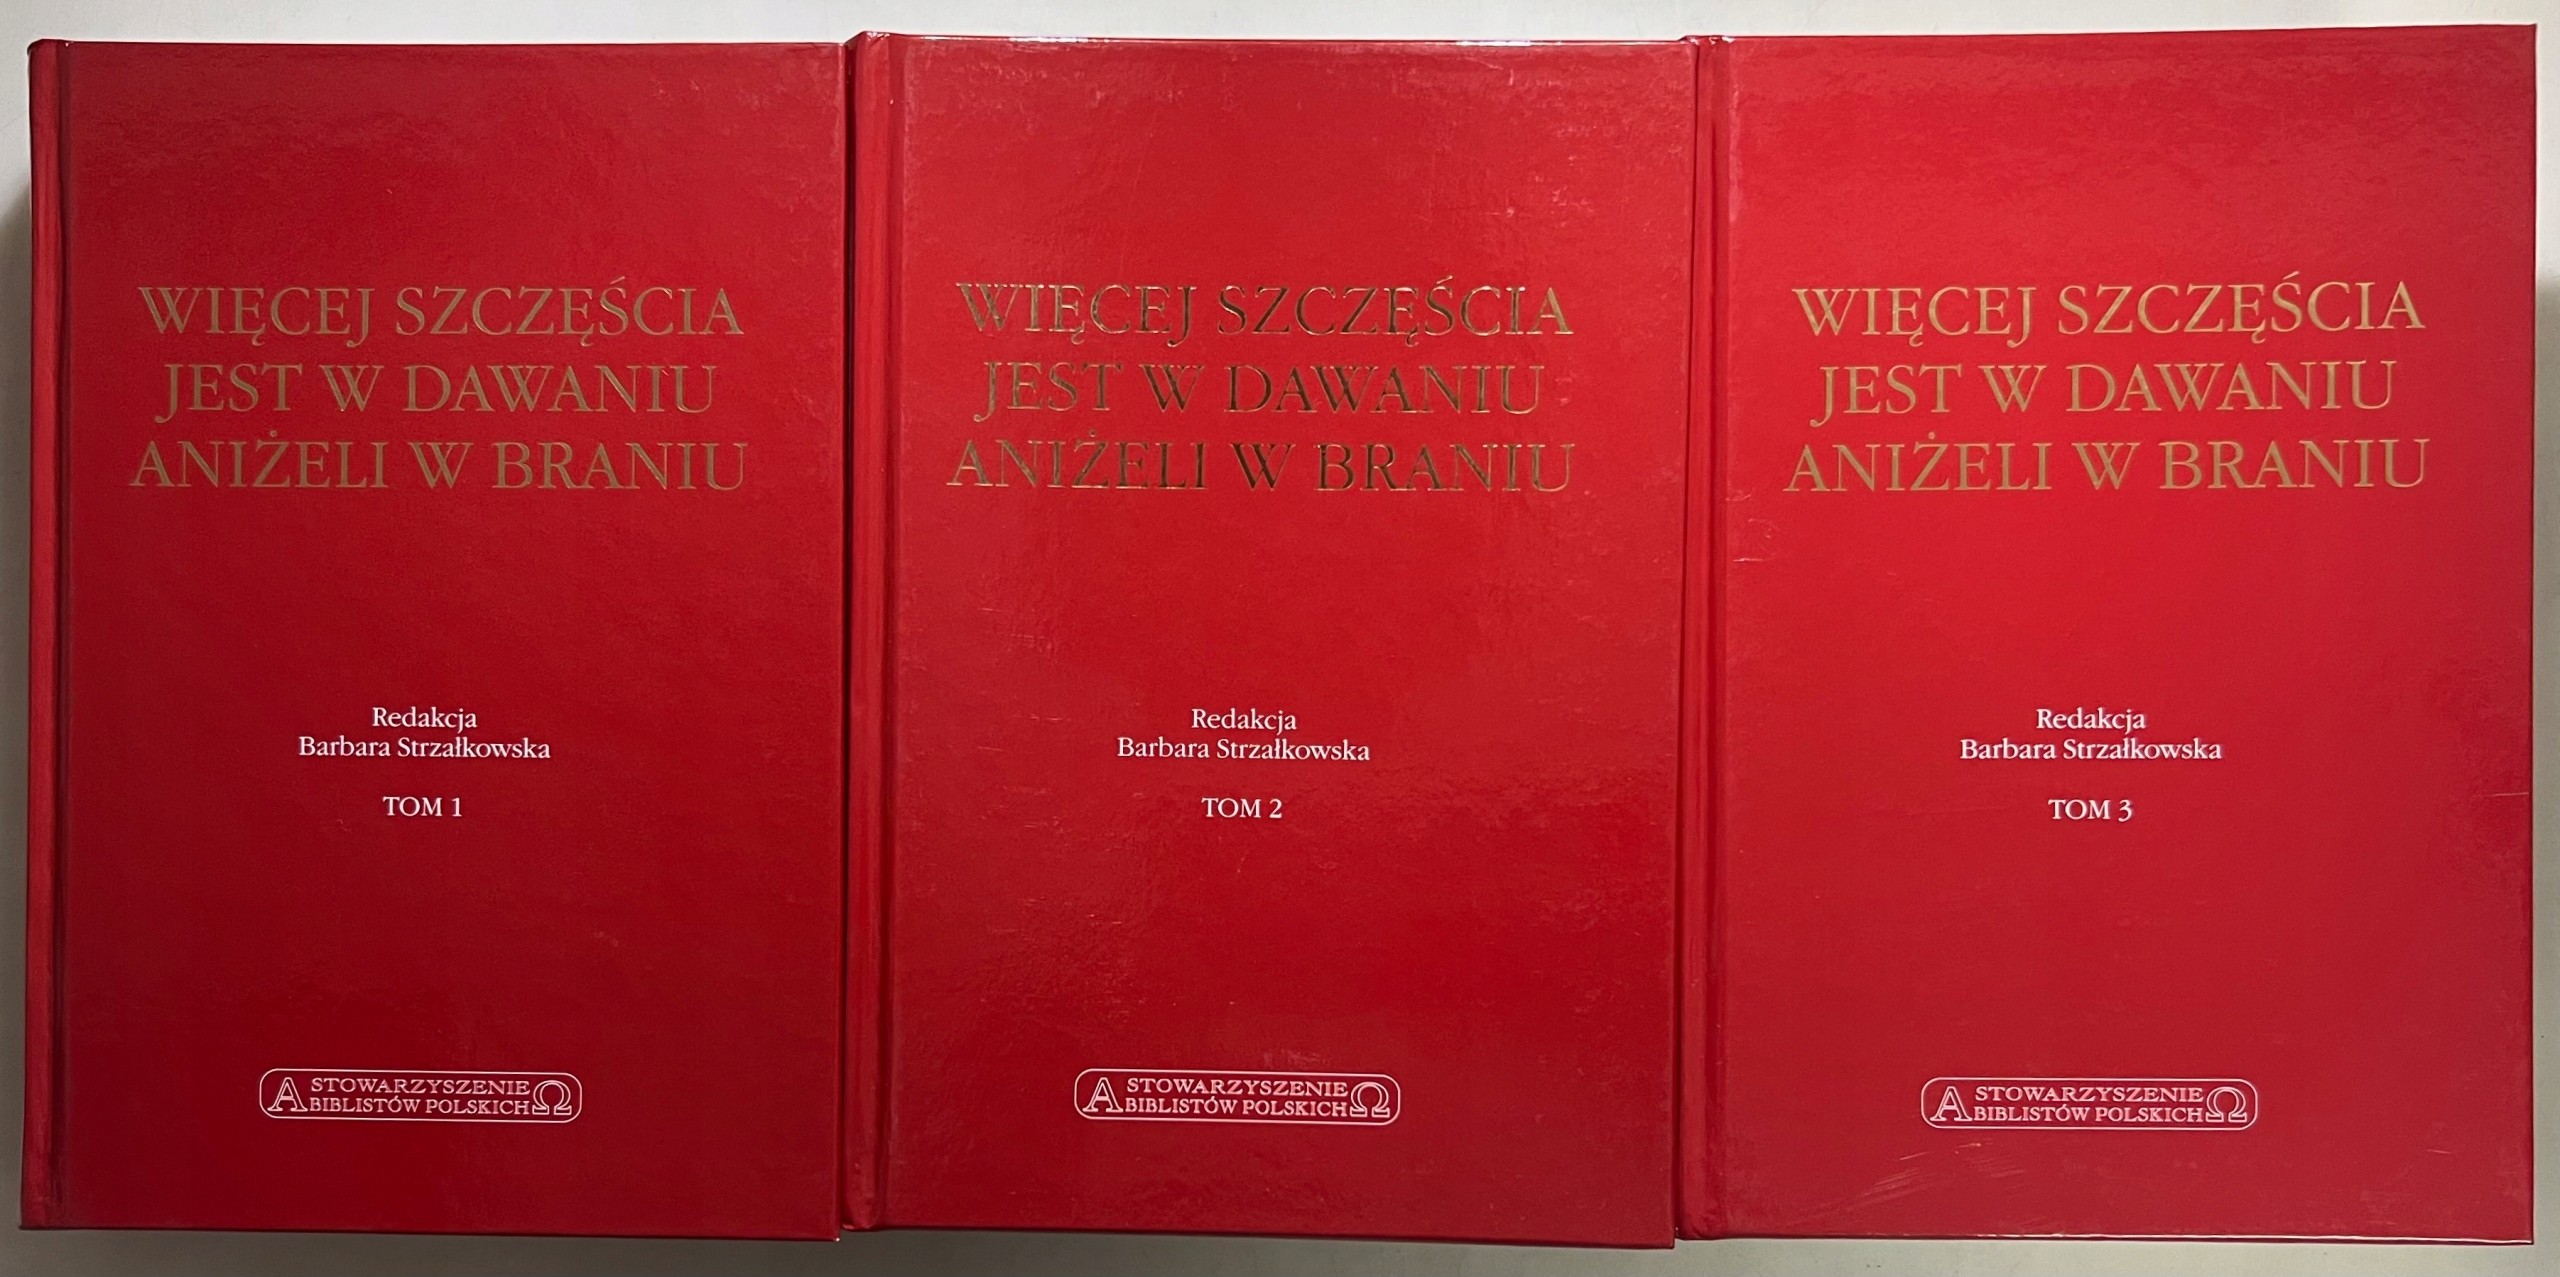 WIĘCEJ SZCZĘŚCIA
JEST W DAWANIU
ANIŻELI W BRANIU
Redakcja
Barbara Strzałkowska
TOM 1
A STOWARZYSZENIE Ω
BIBLISTÓW POLSKICH
WIĘCEJ SZCZĘŚCIA
JEST W DAWANIU
ANIŻELI W BRANIU
Redakcja
Barbara Strzałkowska
TOM 2
A STOWARZYSZENIE Ω
BIBLISTÓW POLSKICH
WIĘCEJ SZCZĘŚCIA
JEST W DAWANIU
ANIŻELI W BRANIU
Redakcja
Barbara Strzałkowska
TOM 3
A STOWARZYSZENIE Ω
BIBLISTÓW POLSKICH